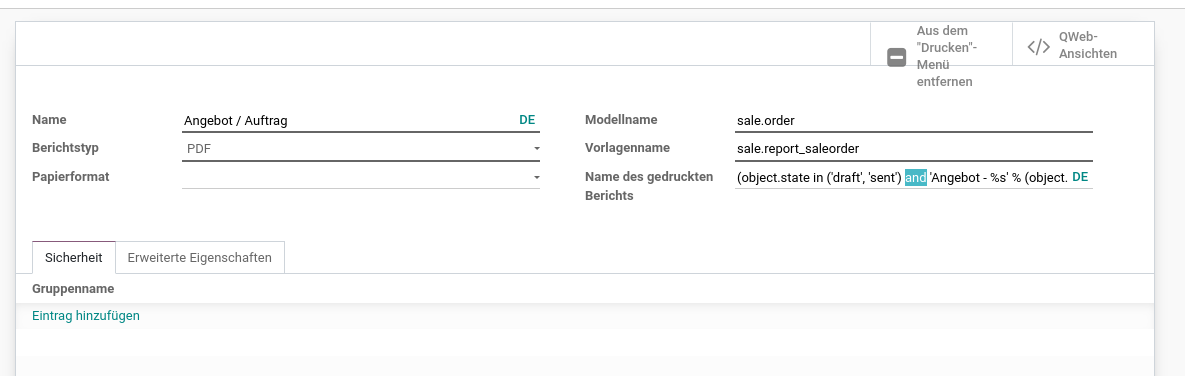 Aus dem
"Drucken"-
Menü
entfernen
QWeb-
Ansichten
Name
Angebot / Auftrag
DE
Berichtstyp
PDF
Papierformat
Modellname
sale.order
Vorlagenname
sale.report_saleorder
Name des gedruckten
Berichts
(object.state in ('draft', 'sent') and 'Angebot - %s' % (object.
DE
Sicherheit
Erweiterte Eigenschaften
Gruppenname
Eintrag hinzufügen